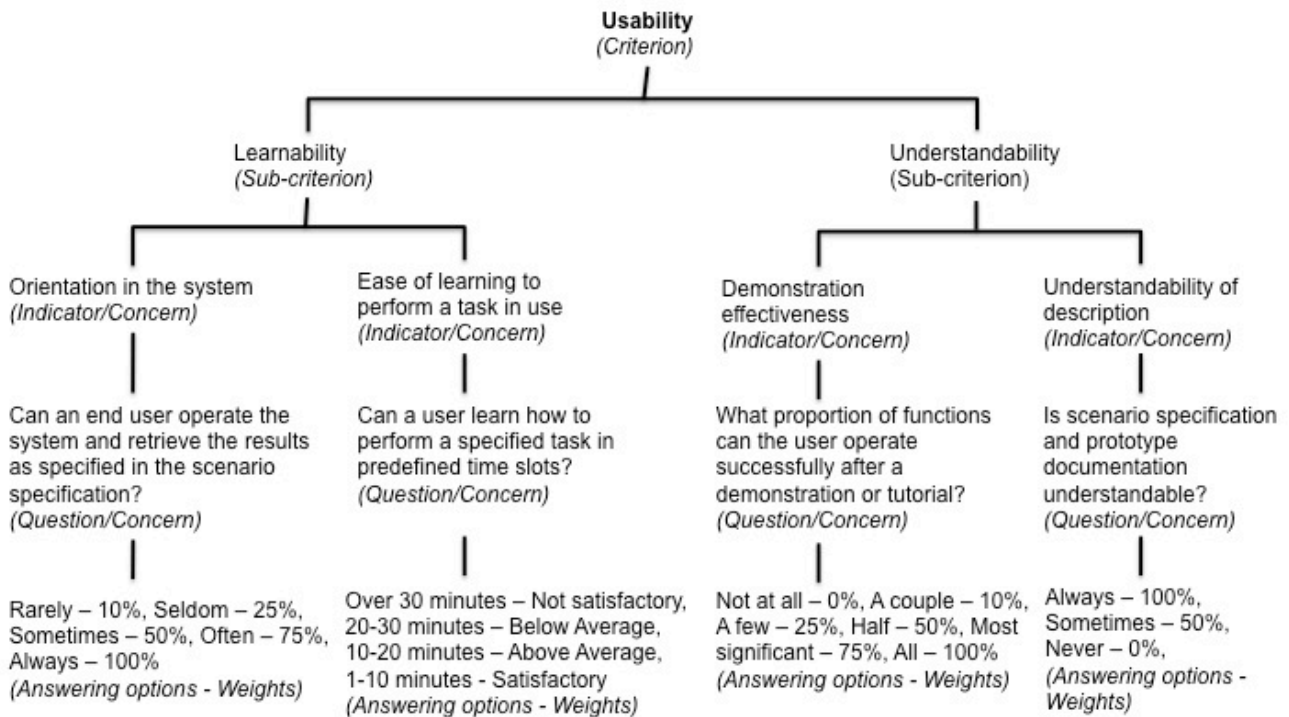 Usability
(Criterion)
Learnability
(Sub-criterion)
Understandability
(Sub-criterion)
Orientation in the system
(Indicator/Concern)
Ease of learning to
perform a task in use
(Indicator/Concern)
Demonstration
effectiveness
(Indicator/Concern)
Understandability of
description
(Indicator/Concern)
Can an end user operate the
system and retrieve the results
as specified in the scenario
specification?
(Question/Concern)
Can a user learn how to
perform a specified task in
predefined time slots?
(Question/Concern)
What proportion of functions
can the user operate
successfully after a
demonstration or tutorial?
(Question/Concern)
Is scenario specification
and prototype
documentation
understandable?
(Question/Concern)
Rarely – 10%, Seldom – 25%,
Sometimes – 50%, Often – 75%,
Always – 100%
(Answering options - Weights)
Over 30 minutes – Not satisfactory,
20-30 minutes – Below Average,
10-20 minutes – Above Average,
1-10 minutes - Satisfactory
(Answering options - Weights)
Not at all – 0%, A couple – 10%,
A few – 25%, Half – 50%, Most
significant – 75%, All – 100%
(Answering options - Weights)
Always – 100%,
Sometimes – 50%,
Never – 0%,
(Answering options -
Weights)